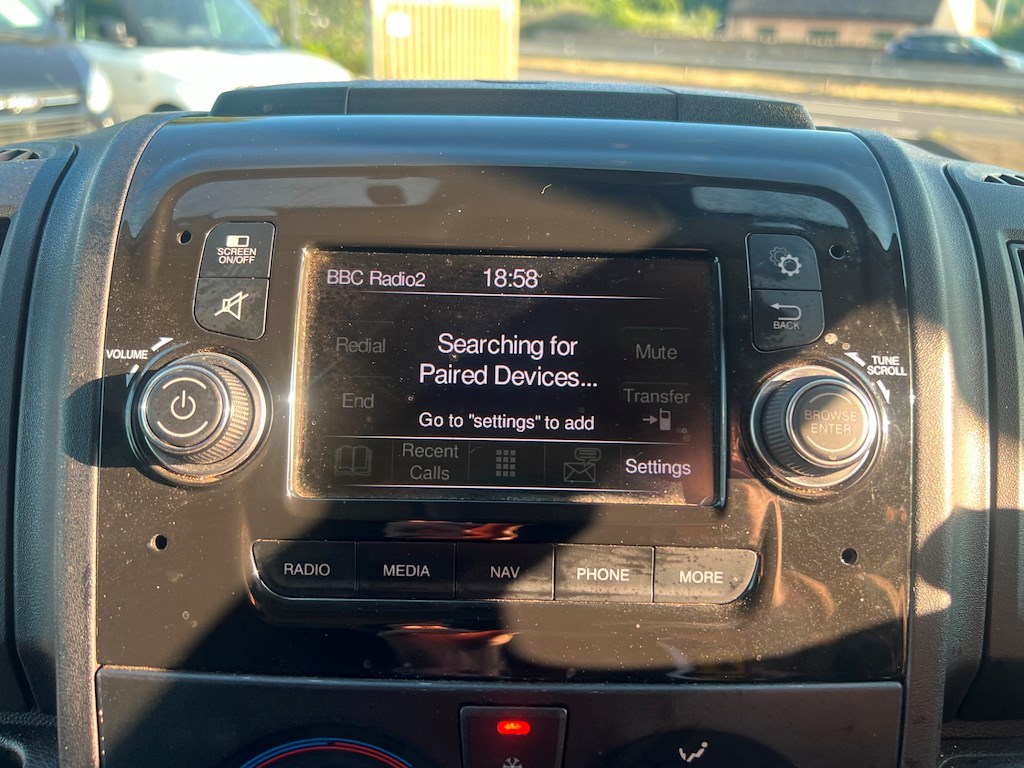 SCREEN
ON/OFF
BACK
VOLUME
TUNE
SCROLL
BROWSE
ENTER
BBC Radio2 18:58
Redial
Searching for
Paired Devices...
Mute
End
Transfer
Go to "settings" to add
Recent
Calls
Settings
RADIO MEDIA NAV PHONE MORE